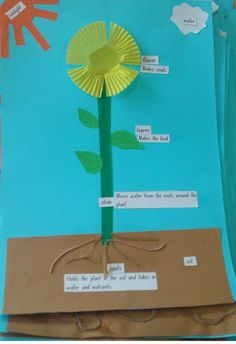 sunlight
water
flower
Makes seeds
leaves
Makes the food
stem
Moves water from the roots around the
plant.
soil
roots
Holds the plant in the soil and takes in
water and nutrients.